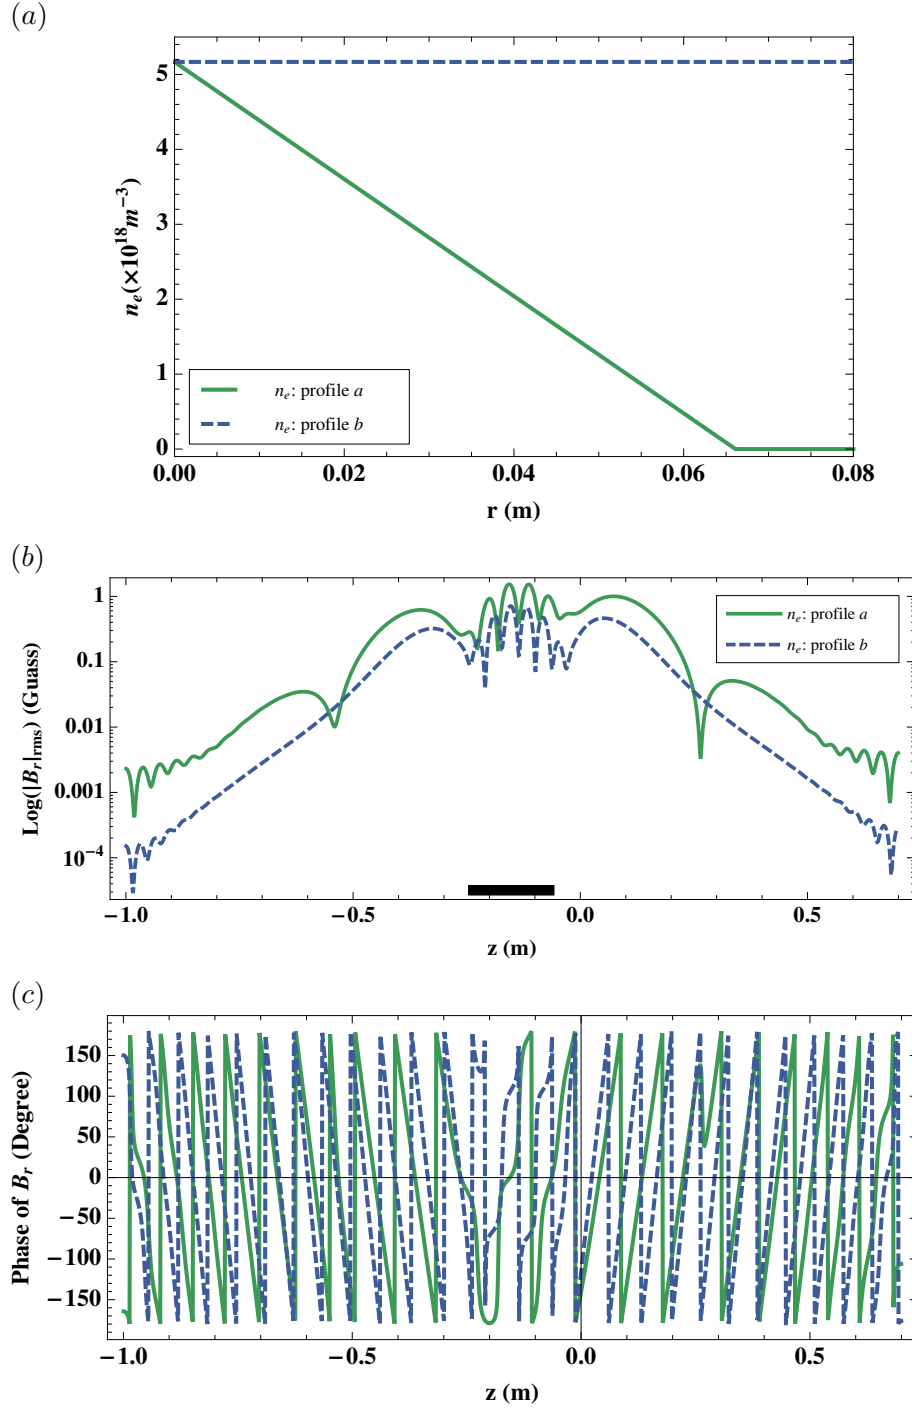 (a)
5
4
3
2
1
0
n_e(×10^18 m^−3)
n_e: profile a
n_e: profile b
0.00 0.02 0.04 0.06 0.08
r (m)
(b)
1
0.1
0.01
0.001
10^−4
Log(|B_r|_rms) (Guass)
n_e: profile a
n_e: profile b
−1.0 −0.5 0.0 0.5
z (m)
(c)
150
100
50
0
−50
−100
−150
Phase of B_r (Degree)
−1.0 −0.5 0.0 0.5
z (m)